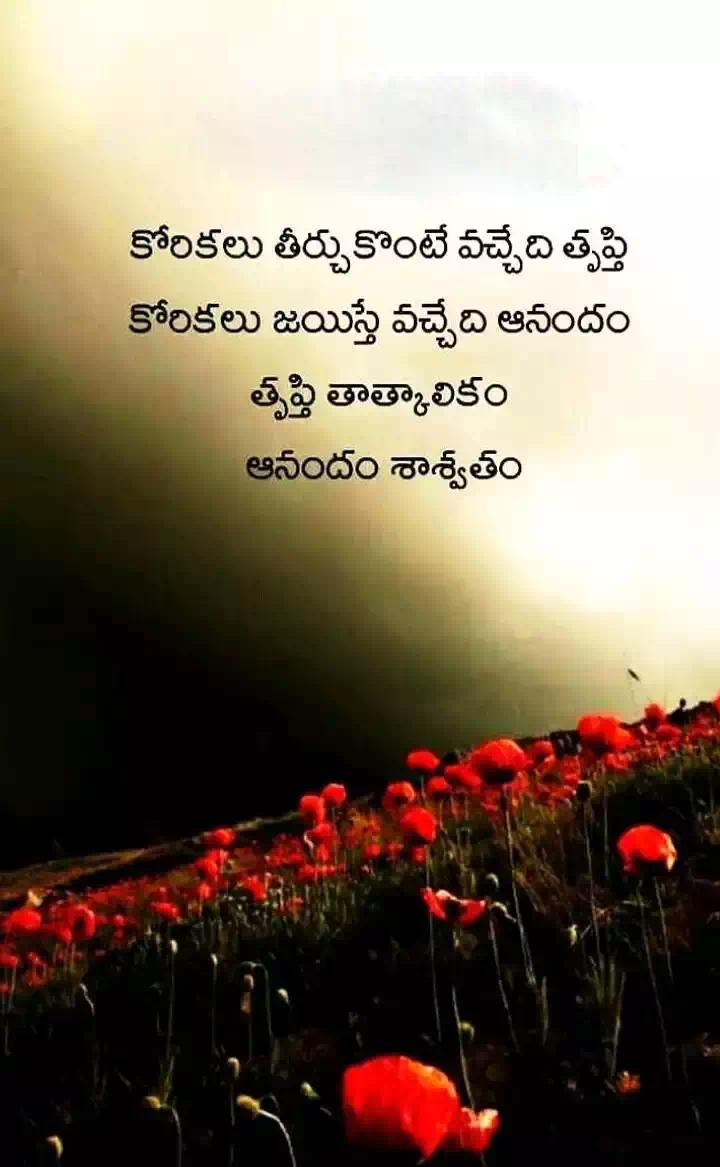 కోరికలు తీర్చుకొంటే వచ్చేది తృప్తి
కోరికలు జయిస్తే వచ్చేది ఆనందం
తృప్తి తాత్కాలికం
ఆనందం శాశ్వతం